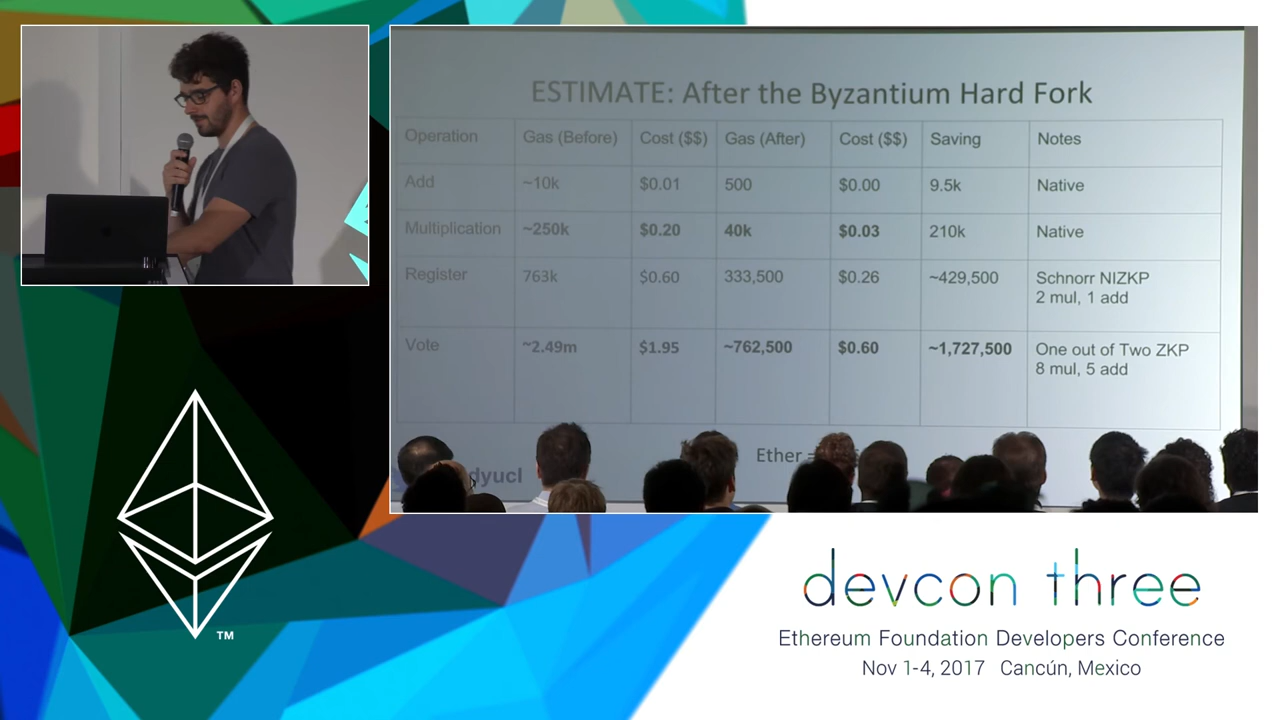 ESTIMATE: After the Byzantium Hard Fork
Operation Gas (Before) Cost ($$) Gas (After) Cost ($$) Saving Notes
Add ~10k $0.01 500 $0.00 9.5k Native
Multiplication ~250k $0.20 40k $0.03 210k Native
Register 763k $0.60 333,500 $0.26 ~429,500 Schnorr NIZKP
2 mul, 1 add
Vote ~2.49m $1.95 ~762,500 $0.60 ~1,727,500 One out of Two ZKP
8 mul, 5 add
Ether
TM
devcon three
Ethereum Foundation Developers Conference
Nov 1-4, 2017 Cancún, Mexico